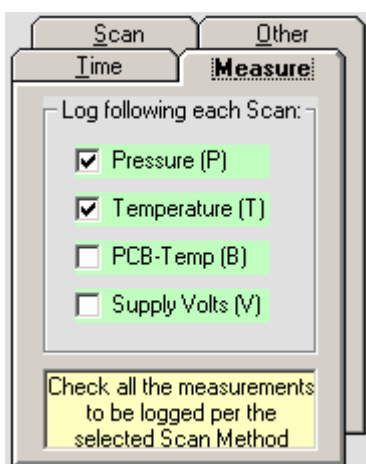 Scan Other
Time Measure
Log following each Scan:
Pressure (P)
Temperature (T)
PCB-Temp (B)
Supply Volts (V)
Check all the measurements
to be logged per the
selected Scan Method